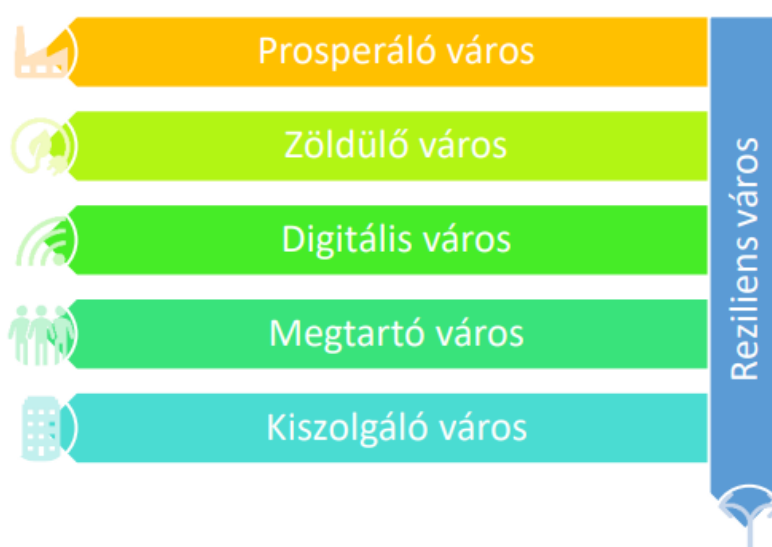 Prosperáló város
Zöldülő város
Digitális város
Megtartó város
Kiszolgáló város
Reziliens város